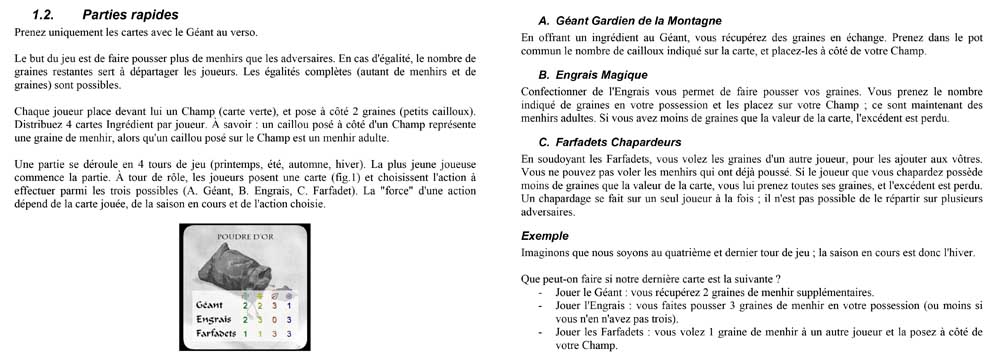 1.2. Parties rapides
Prenez uniquement les cartes avec le Géant au verso.
Le but du jeu est de faire pousser plus de menhirs que les adversaires. En cas d'égalité, le nombre de
graines restantes sert à départager les joueurs. Les égalités complètes (autant de menhirs et de
graines) sont possibles.
Chaque joueur place devant lui un Champ (carte verte), et pose à côté 2 graines (petits cailloux).
Distribuez 4 cartes Ingrédient par joueur. À savoir : un caillou posé à côté d'un Champ représente
une graine de menhir, alors qu'un caillou posé sur le Champ est un menhir adulte.
Une partie se déroule en 4 tours de jeu (printemps, été, automne, hiver). La plus jeune joueuse
commence la partie. À tour de rôle, les joueurs posent une carte (fig.1) et choisissent l'action à
effectuer parmi les trois possibles (A. Géant, B. Engrais, C. Farfadet). La "force" d'une action
dépend de la carte jouée, de la saison en cours et de l'action choisie.
POUDRE D'OR
Géant 2 2 3 1
Engrais 2 3 0 3
Farfadets 1 1 3 3
A. Géant Gardien de la Montagne
En offrant un ingrédient au Géant, vous récupérez des graines en échange. Prenez dans le pot
commun le nombre de cailloux indiqué sur la carte, et placez-les à côté de votre Champ.
B. Engrais Magique
Confectionner de l'Engrais vous permet de faire pousser vos graines. Vous prenez le nombre
indiqué de graines en votre possession et les placez sur votre Champ ; ce sont maintenant des
menhirs adultes. Si vous avez moins de graines que la valeur de la carte, l'excédent est perdu.
C. Farfadets Chapardeurs
En soudoyant les Farfadets, vous volez les graines d'un autre joueur, pour les ajouter aux vôtres.
Vous ne pouvez pas voler les menhirs qui ont déjà poussé. Si le joueur que vous chapardez possède
moins de graines que la valeur de la carte, vous lui prenez toutes ses graines, et l'excédent est perdu.
Un chapardage se fait sur un seul joueur à la fois ; il n'est pas possible de le répartir sur plusieurs
adversaires.
Exemple
Imaginons que nous soyons au quatrième et dernier tour de jeu ; la saison en cours est donc l'hiver.
Que peut-on faire si notre dernière carte est la suivante ?
- Jouer le Géant : vous récupérez 2 graines de menhir supplémentaires.
- Jouer l'Engrais : vous faites pousser 3 graines de menhir en votre possession (ou moins si
vous n'en n'avez pas trois).
- Jouer les Farfadets : vous volez 1 graine de menhir à un autre joueur et la posez à côté de
votre Champ.